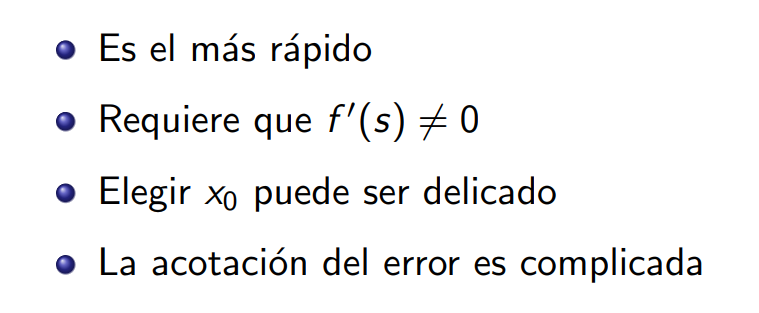 Es el más rápido
Requiere que f′(s) ≠ 0
Elegir x₀ puede ser delicado
La acotación del error es complicada